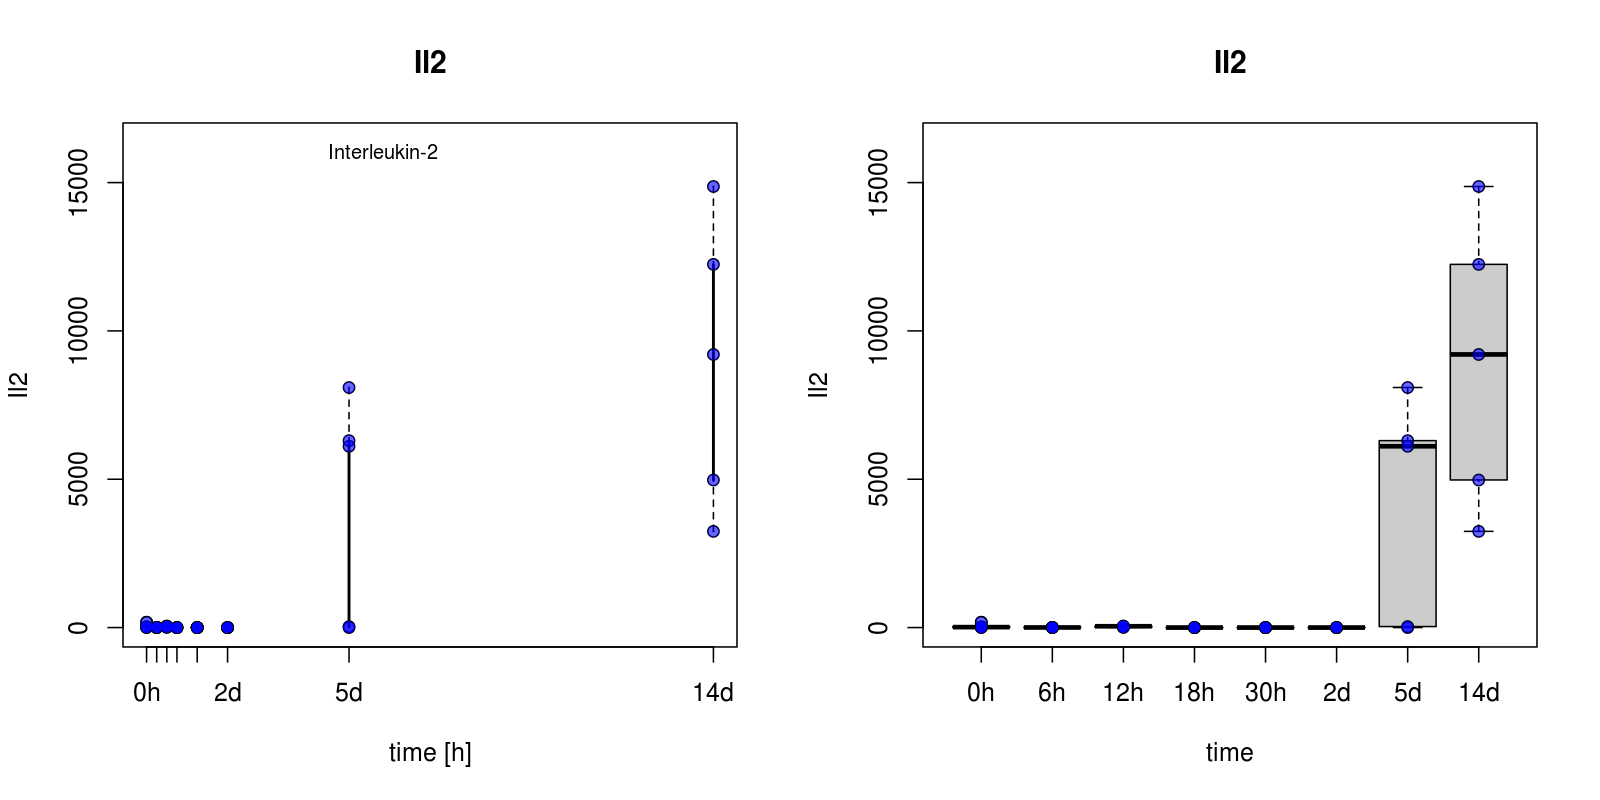 Il2
Interleukin-2
15000
10000
5000
0
Il2
0h
2d
5d
14d
time [h]
Il2
15000
10000
5000
0
Il2
0h
6h
12h
18h
30h
2d
5d
14d
time